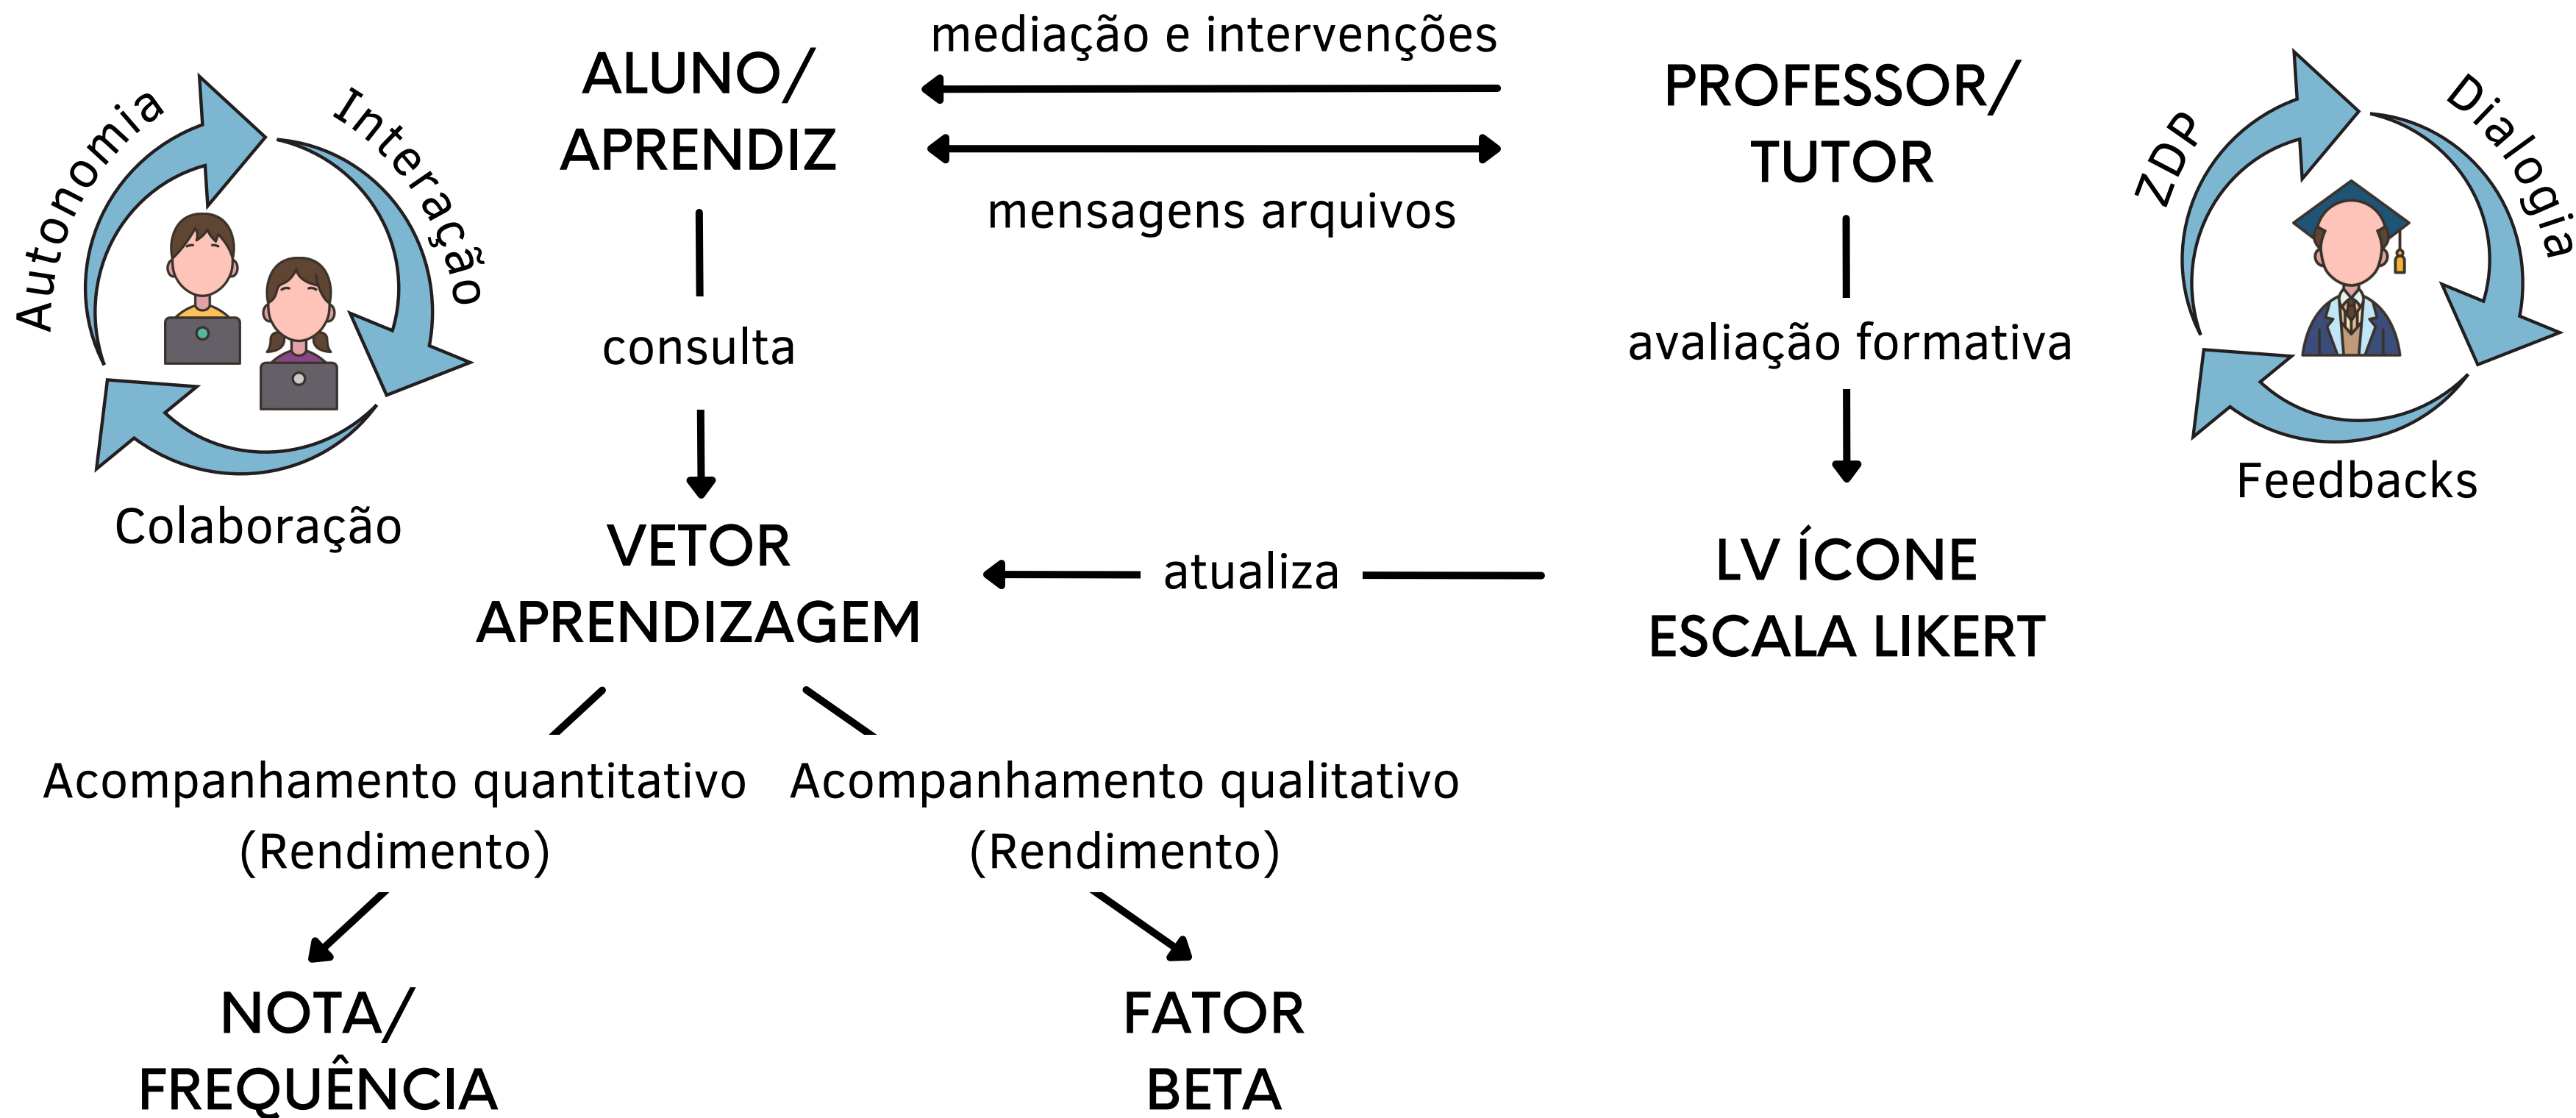 mediação e intervenções
ALUNO/
APRENDIZ
PROFESSOR/
TUTOR
mensagens arquivos
Autonomia
Interação
Colaboração
ZDP
Dialogia
Feedbacks
consulta
avaliação formativa
VETOR
APRENDIZAGEM
atualiza
LV ÍCONE
ESCALA LIKERT
Acompanhamento quantitativo
(Rendimento)
Acompanhamento qualitativo
(Rendimento)
NOTA/
FREQUÊNCIA
FATOR
BETA